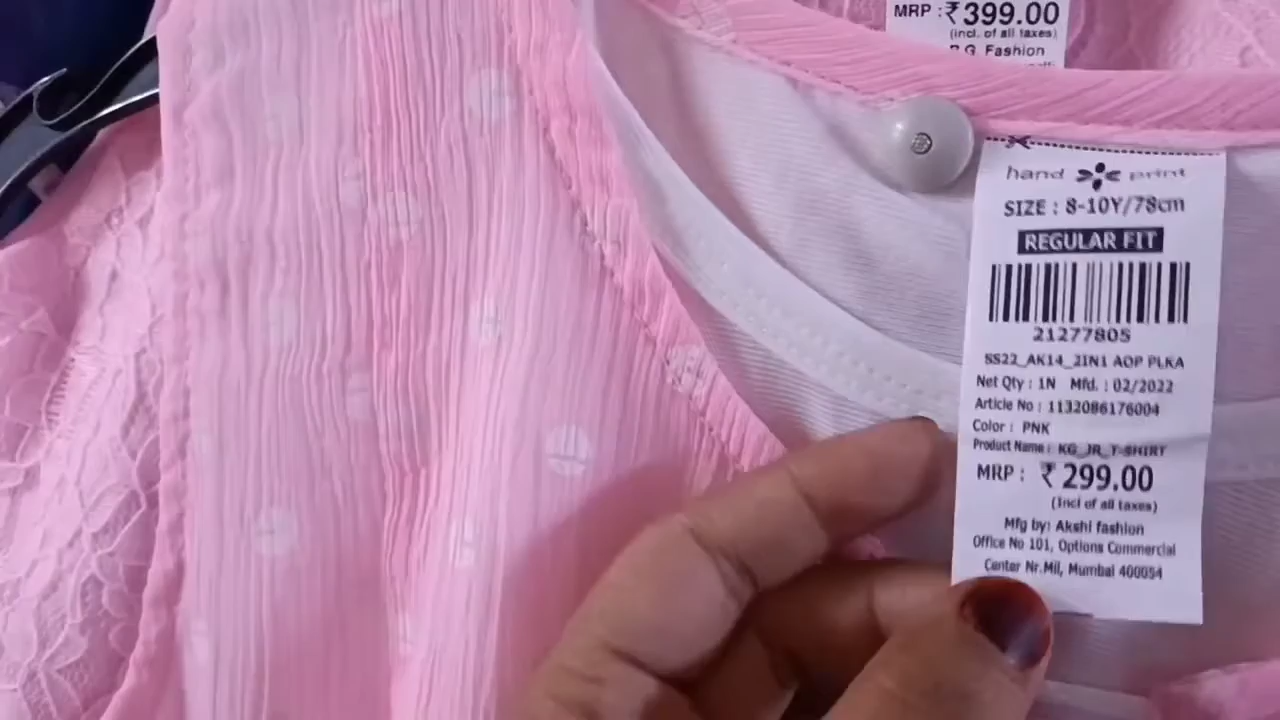 MRP : ₹399.00
(incl. of all taxes)
Fashion
hand print
SIZE : 8-10Y/78cm
REGULAR FIT
21277805
SS22_AK14_2IN1 AOP PLKA
Net Qty : 1N Mfd. : 02/2022
Article No : 1132086176004
Color : PNK
Product Name : KG_JR_T-SHIRT
MRP : ₹ 299.00
(Incl of all taxes)
Mfg by: Akshi fashion
Office No 101, Options Commercial
Center Nr.Mil, Mumbai 400054